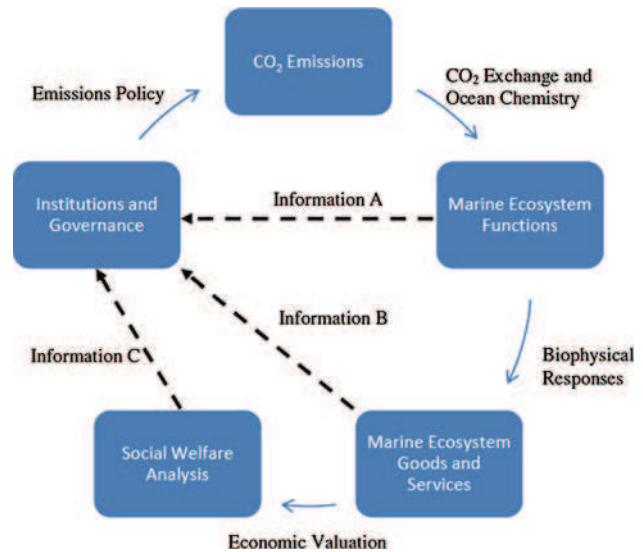 CO₂ Emissions
Emissions Policy
CO₂ Exchange and
Ocean Chemistry
Institutions and
Governance
Information A
Marine Ecosystem
Functions
Information B
Information C
Biophysical
Responses
Social Welfare
Analysis
Marine Ecosystem
Goods and
Services
Economic Valuation